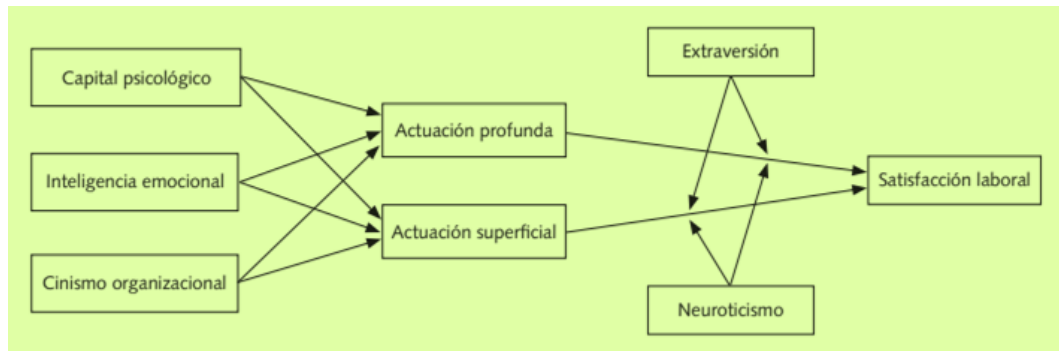 Capital psicológico
Inteligencia emocional
Cinismo organizacional
Actuación profunda
Actuación superficial
Extraversión
Neuroticismo
Satisfacción laboral